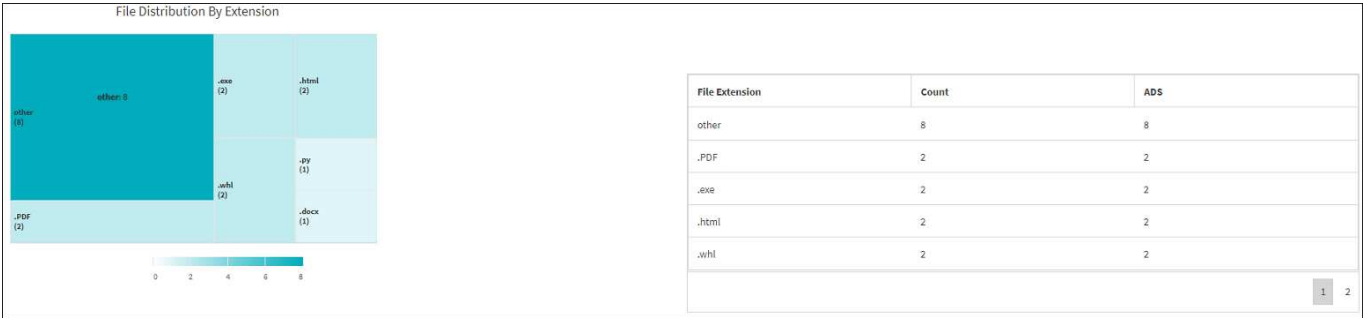 File Distribution By Extension
other: 8
other
(8)
.PDF
(2)
.exe
(2)
.whl
(2)
.html
(2)
.py
(1)
.docx
(1)
0 2 4 6 8
File Extension Count ADS
other 8 8
.PDF 2 2
.exe 2 2
.html 2 2
.whl 2 2
1 2